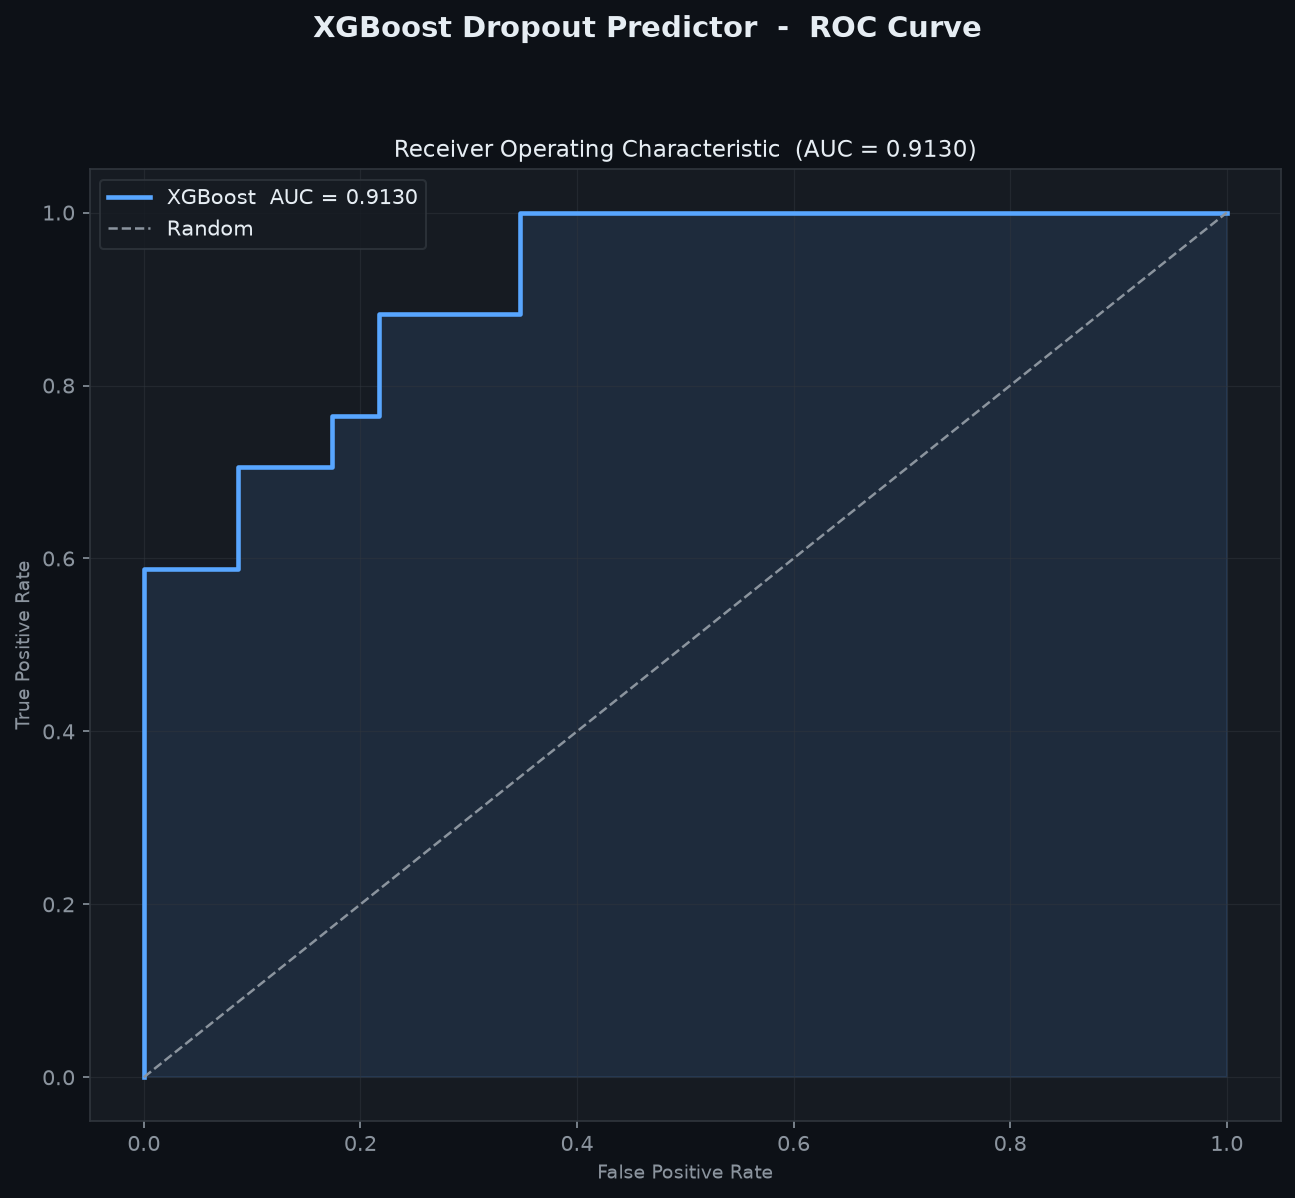 XGBoost Dropout Predictor  -  ROC Curve
Receiver Operating Characteristic  (AUC = 0.9130)
XGBoost  AUC = 0.9130
Random
1.0
0.8
0.6
0.4
0.2
0.0
True Positive Rate
0.0 0.2 0.4 0.6 0.8 1.0
False Positive Rate